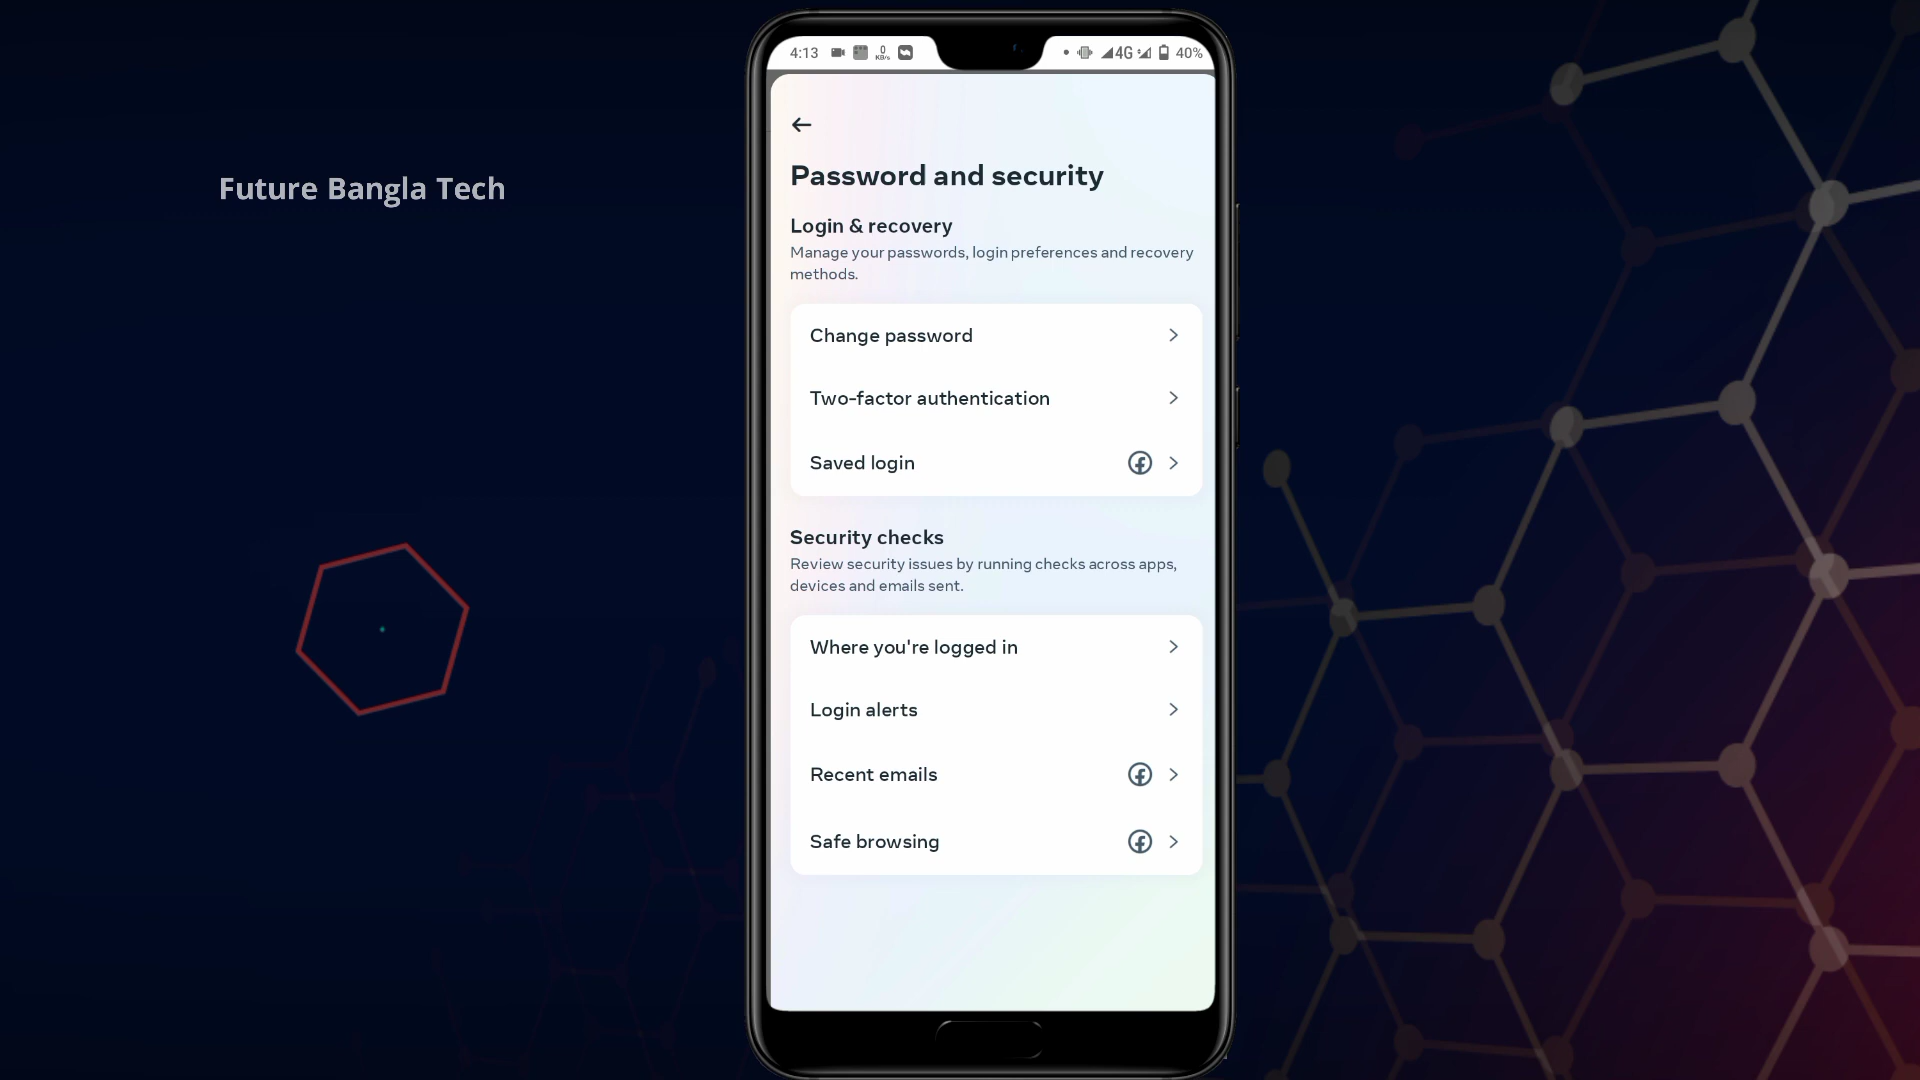 Future Bangla Tech
4:13
0
KB/s
4G
40%
Password and security
Login & recovery
Manage your passwords, login preferences and recovery
methods.
Change password
Two-factor authentication
Saved login
Security checks
Review security issues by running checks across apps,
devices and emails sent.
Where you're logged in
Login alerts
Recent emails
Safe browsing